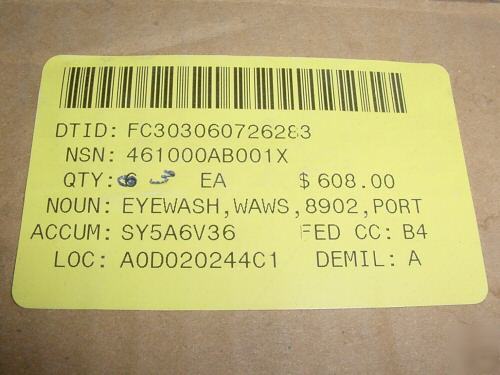 DTID: FC303060726283
NSN: 461000AB001X
QTY: 6 3 EA $608.00
NOUN: EYEWASH,WAWS,8902,PORT
ACCUM: SY5A6V36 FED CC: B4
LOC: A0D020244C1 DEMIL: A